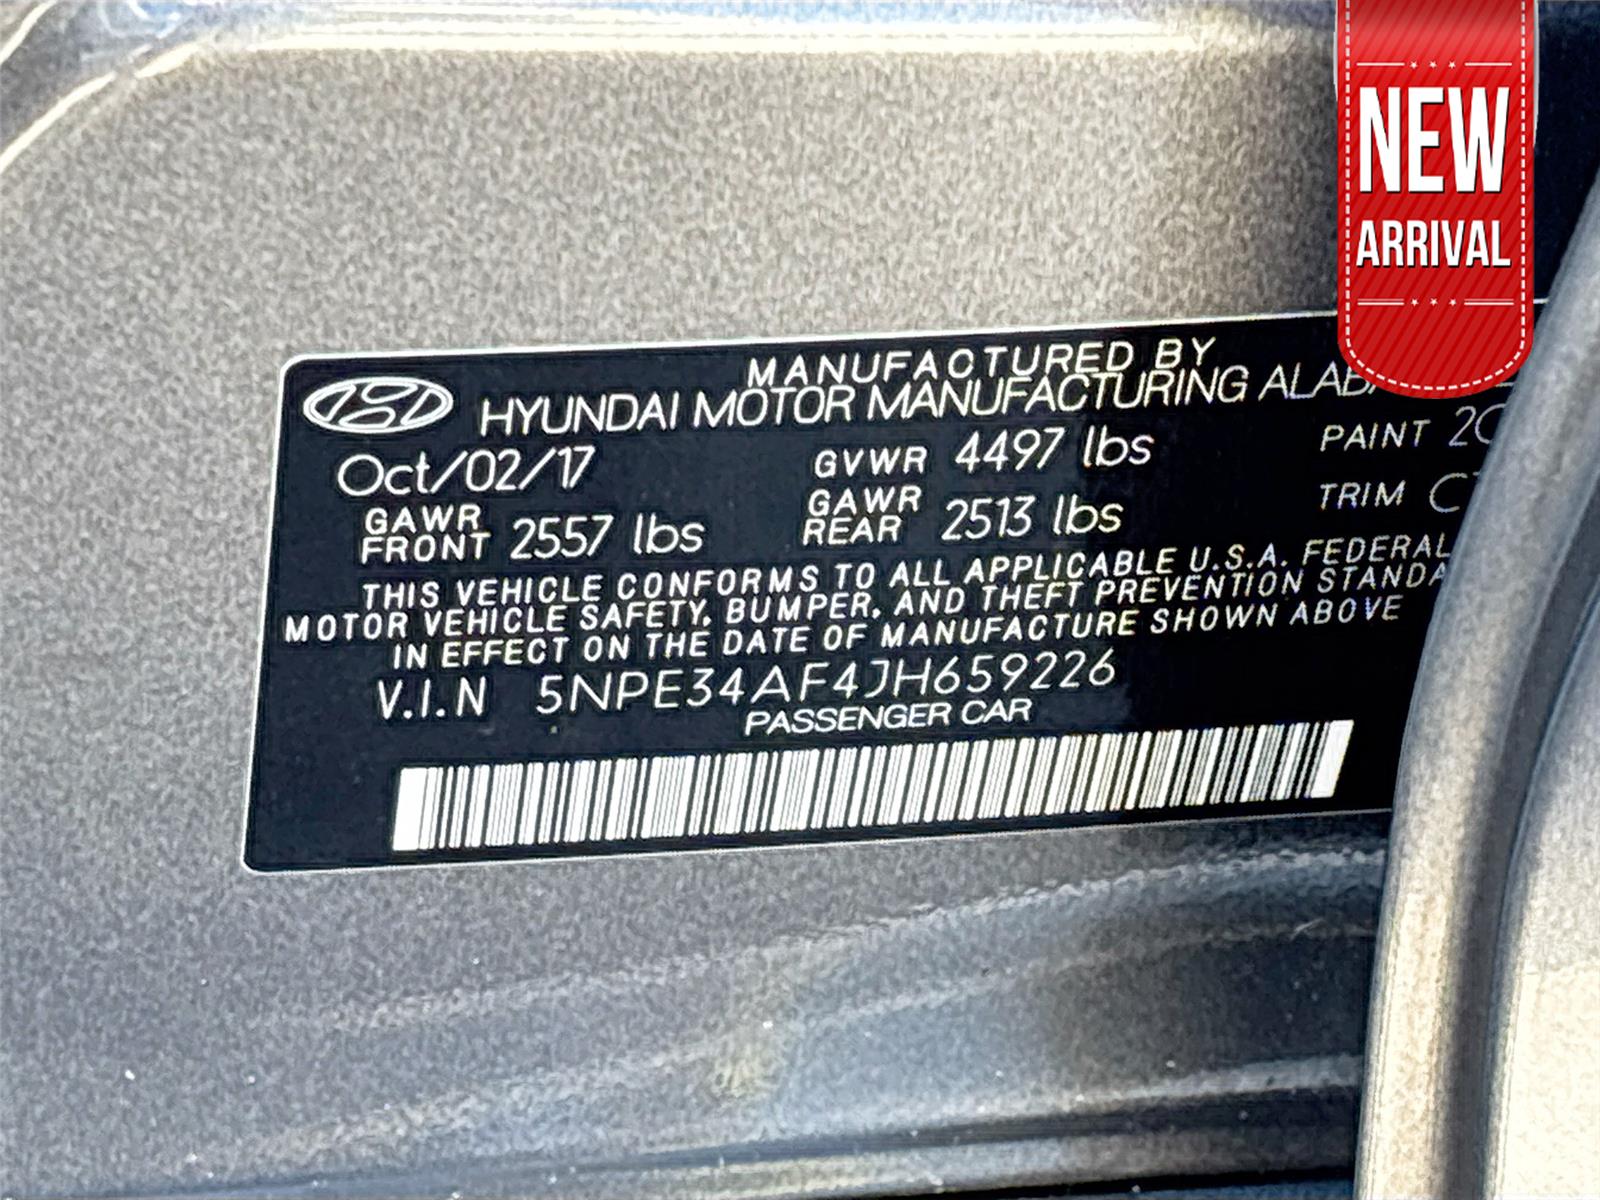 NEW
ARRIVAL
MANUFACTURED BY
HYUNDAI MOTOR MANUFACTURING
Oct/02/17
GVWR 4497 lbs
PAINT
GAWR FRONT 2557 lbs
GAWR REAR 2513 lbs
TRIM
THIS VEHICLE CONFORMS TO ALL APPLICABLE U.S.A. FEDERAL
MOTOR VEHICLE SAFETY, BUMPER, AND THEFT PREVENTION
IN EFFECT ON THE DATE OF MANUFACTURE SHOWN ABOVE
V.I.N 5NPE34AF4JH659226
PASSENGER CAR